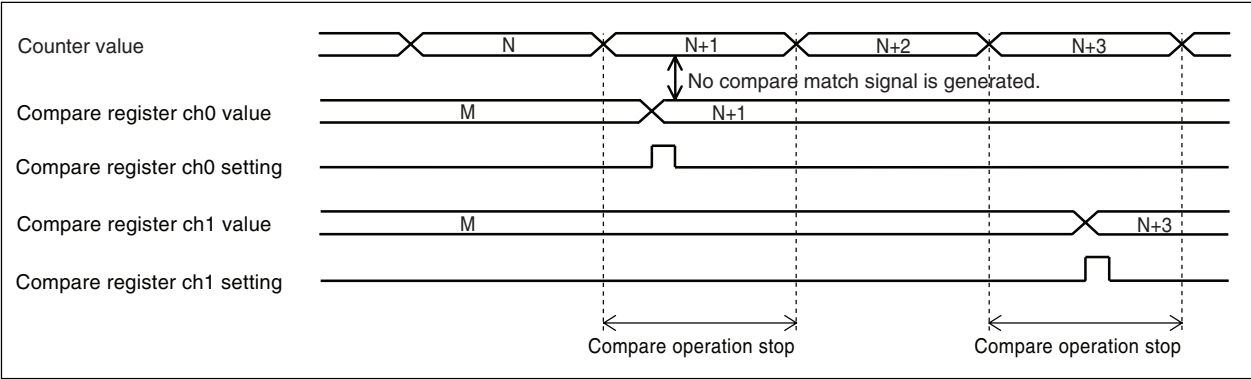 Counter value
N
N+1
N+2
N+3
No compare match signal is generated.
Compare register ch0 value
M
N+1
Compare register ch0 setting
Compare register ch1 value
M
N+3
Compare register ch1 setting
Compare operation stop
Compare operation stop